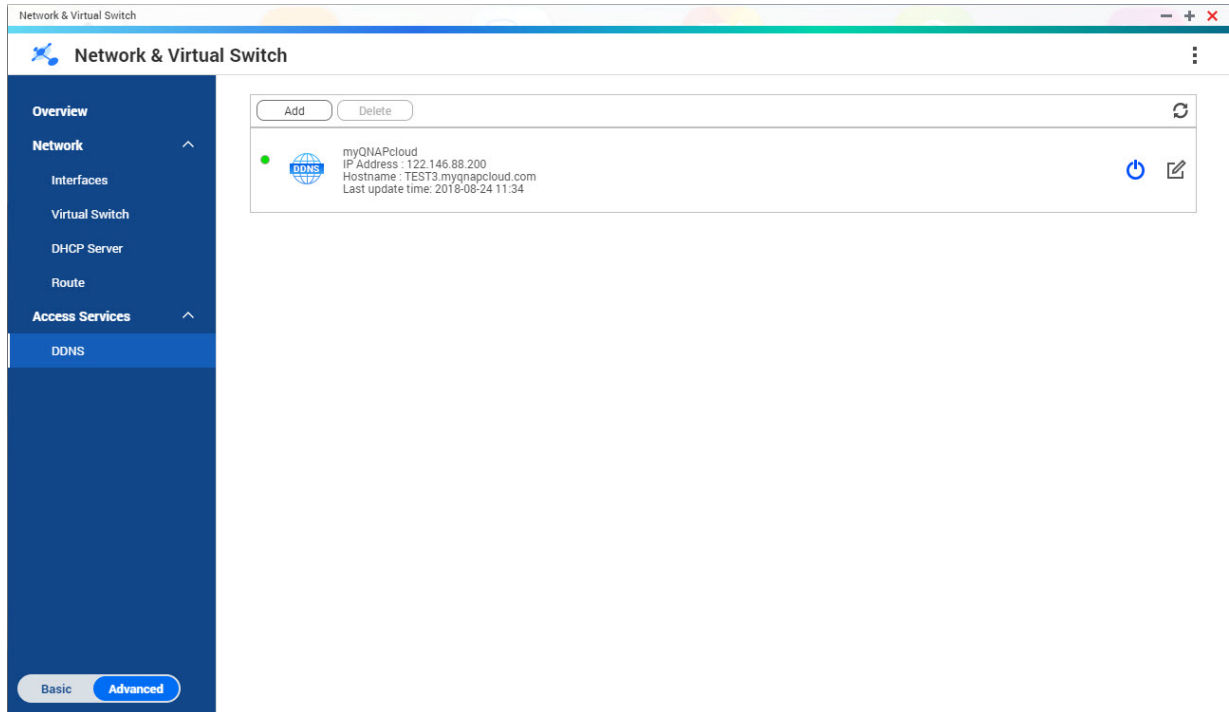 Network & Virtual Switch
Network & Virtual Switch
Overview
Network
Interfaces
Virtual Switch
DHCP Server
Route
Access Services
DDNS
Basic
Advanced
Add
Delete
DDNS
myQNAPcloud
IP Address : 122.146.88.200
Hostname : TEST3.myqnapcloud.com
Last update time: 2018-08-24 11:34